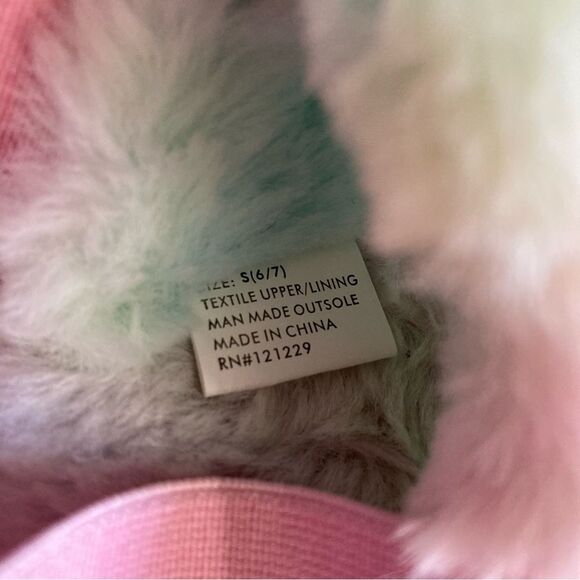 SIZE: S(6/7)
TEXTILE UPPER/LINING
MAN MADE OUTSOLE
MADE IN CHINA
RN#121229